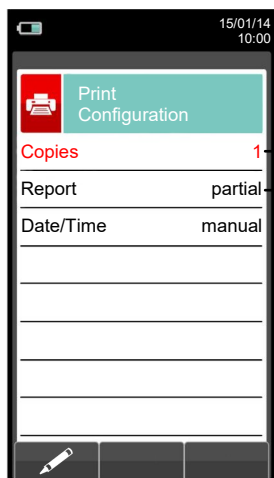 15/01/14
10:00
Print
Configuration
Copies 1
Report partial
Date/Time manual